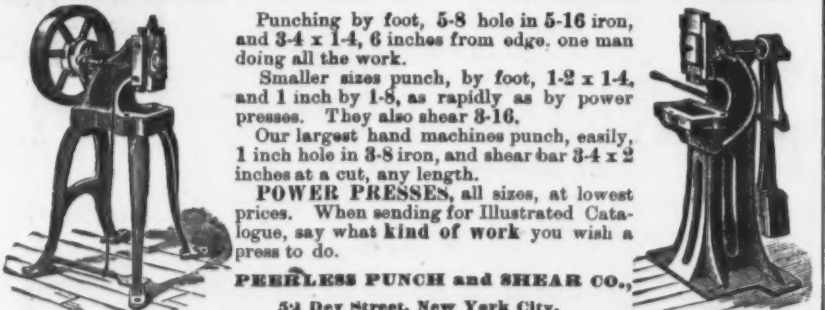 Punching by foot, 5-8 hole in 5-16 iron,
and 3-4 x 1-4, 6 inches from edge, one man
doing all the work.
Smaller sizes punch, by foot, 1-2 x 1-4,
and 1 inch by 1-8, as rapidly as by power
presses. They also shear 3-16.
Our largest hand machines punch, easily,
1 inch hole in 3-8 iron, and shear bar 3-4 x 2
inches at a cut, any length.
POWER PRESSES, all sizes, at lowest
prices. When sending for Illustrated Cata-
logue, say what kind of work you wish a
press to do.
PEERLESS PUNCH and SHEAR CO.,
Dey Street, New York City.